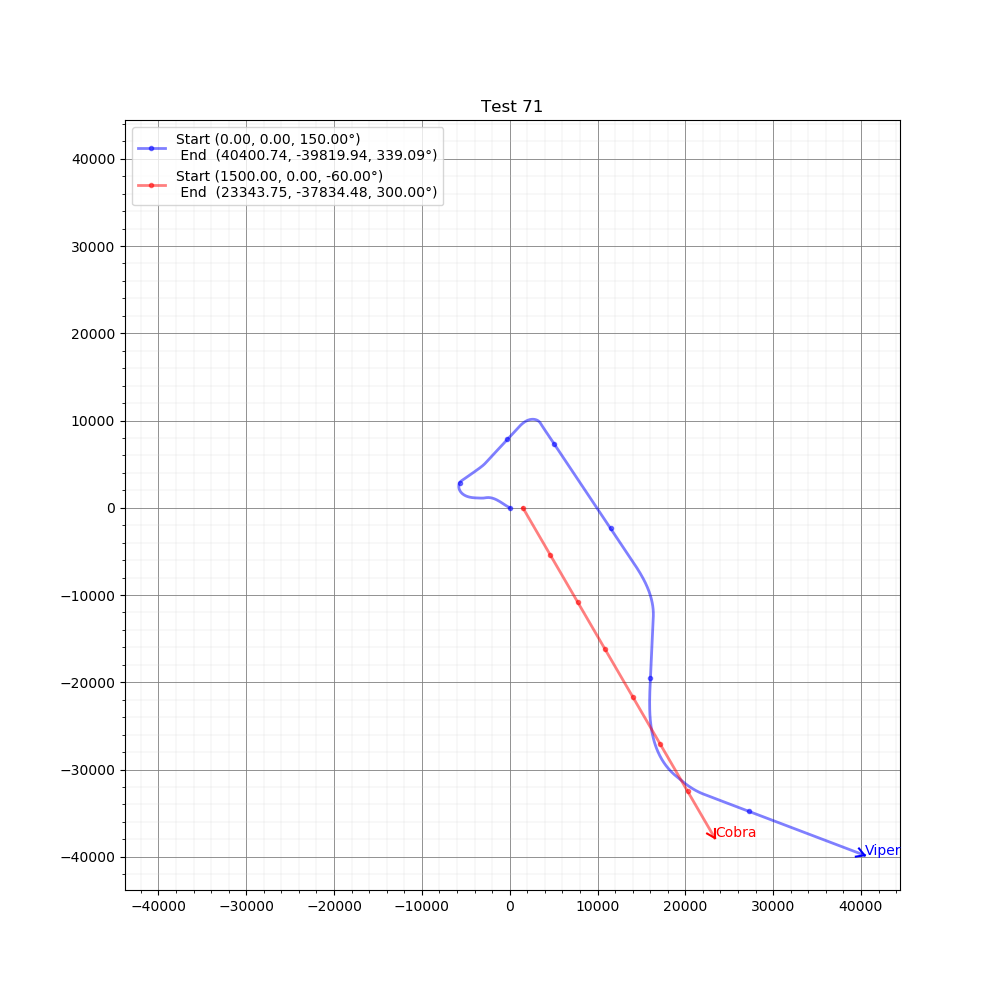 Test 71
Start (0.00, 0.00, 150.00°)
End  (40400.74, -39819.94, 339.09°)
Start (1500.00, 0.00, -60.00°)
End  (23343.75, -37834.48, 300.00°)
40000
30000
20000
10000
0
−10000
−20000
−30000
−40000
Cobra
Viper
−40000 −30000 −20000 −10000 0 10000 20000 30000 40000